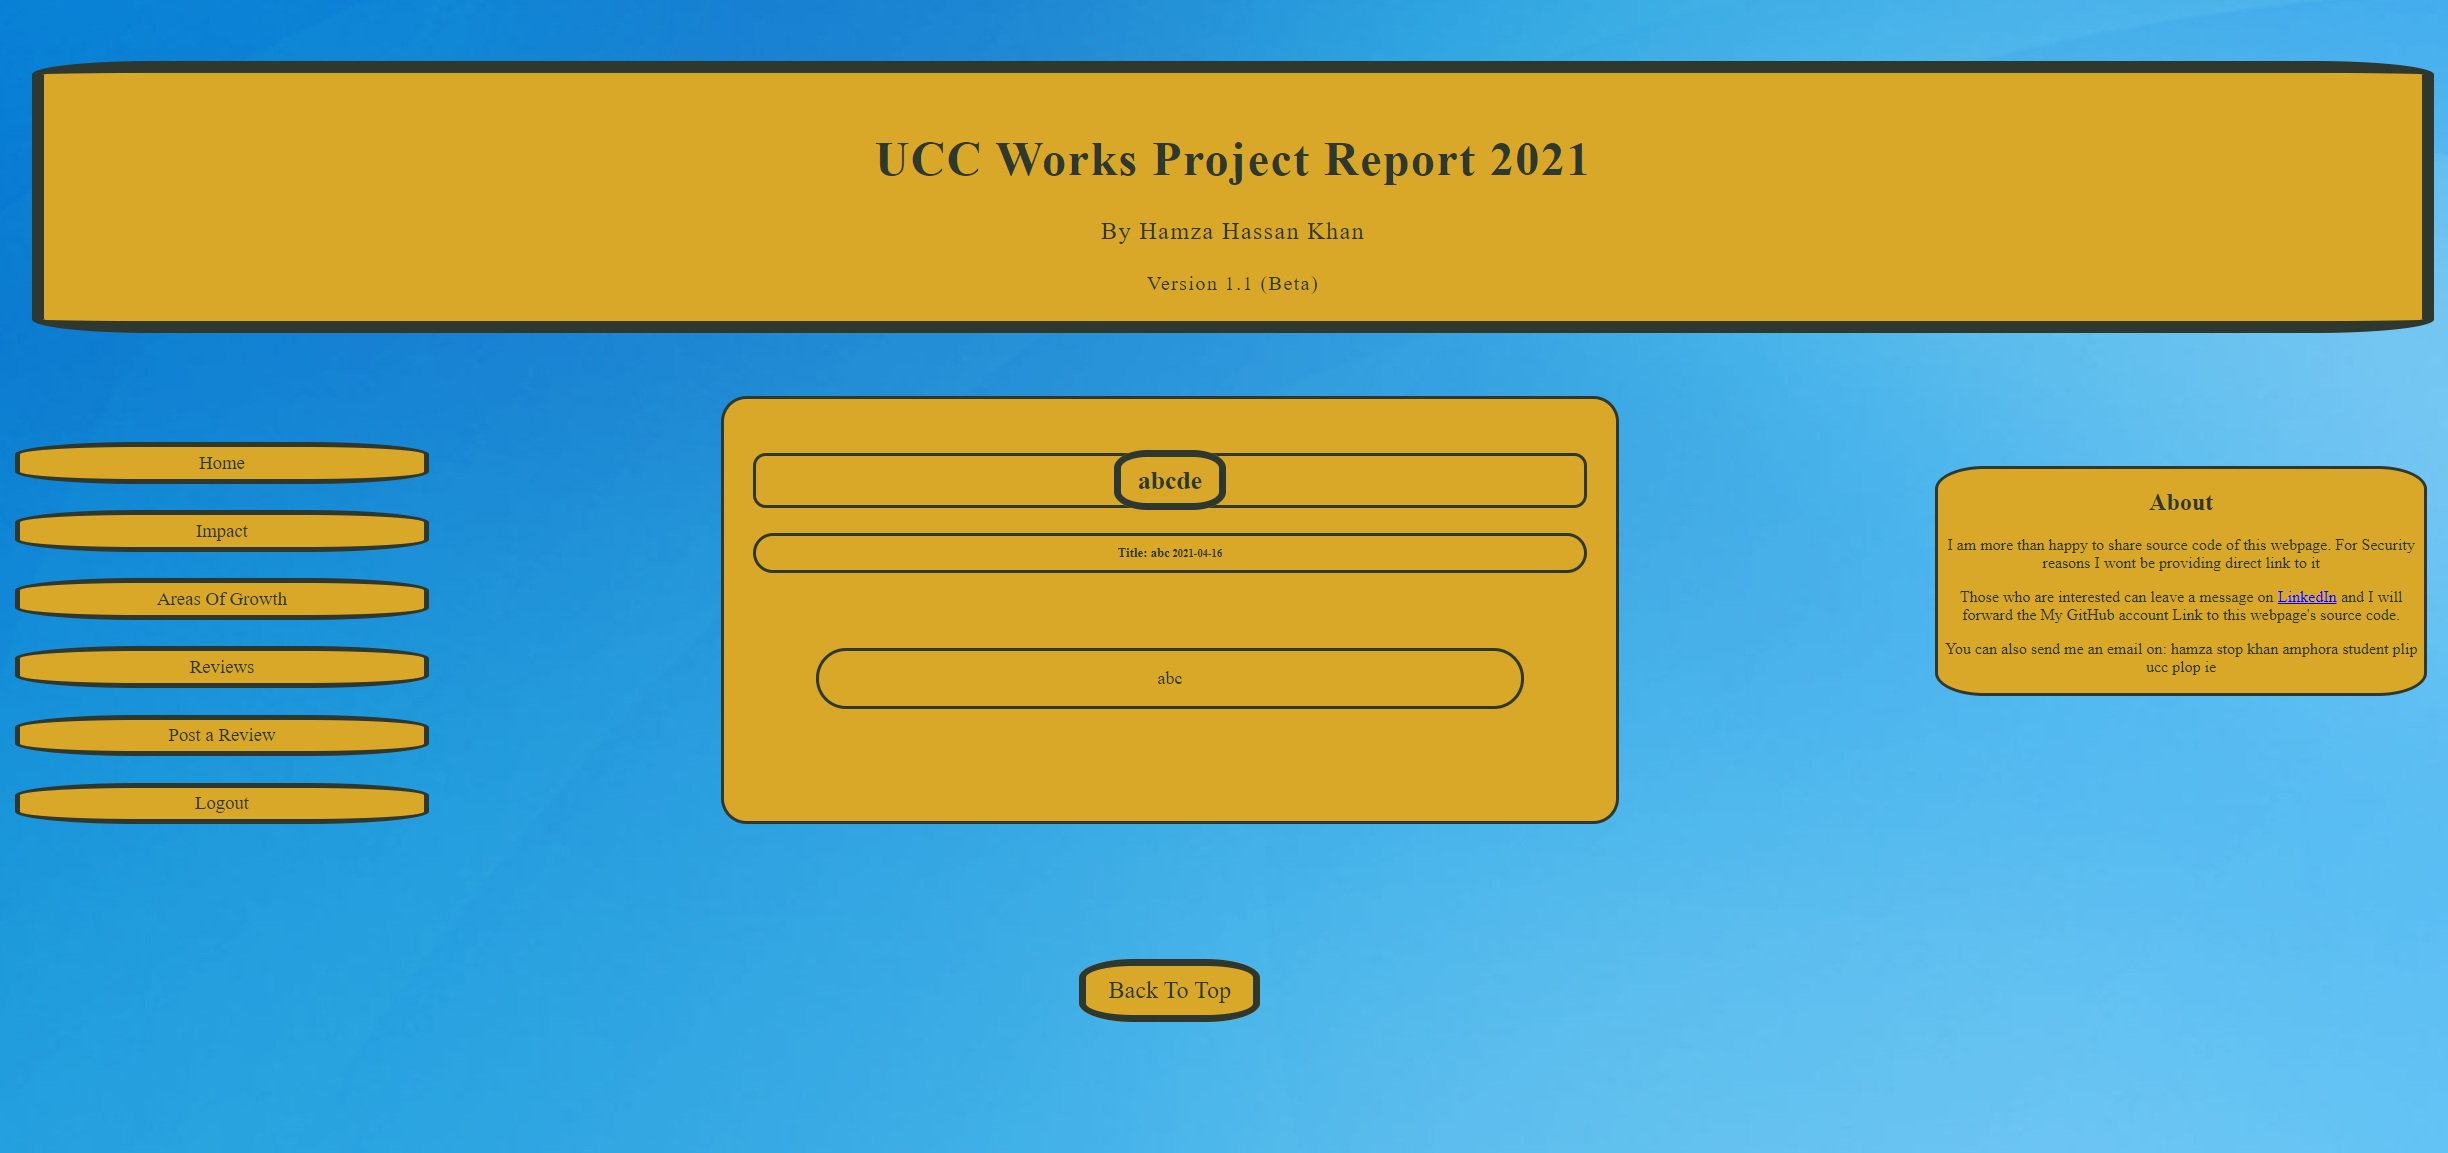 UCC Works Project Report 2021
By Hamza Hassan Khan
Version 1.1 (Beta)
Home
Impact
Areas Of Growth
Reviews
Post a Review
Logout
abcde
Title: abc 2021-04-16
abc
About
I am more than happy to share source code of this webpage. For Security
reasons I wont be providing direct link to it
Those who are interested can leave a message on LinkedIn and I will
forward the My GitHub account Link to this webpage's source code.
You can also send me an email on: hamza stop khan amphora student plip
ucc plop ie
Back To Top